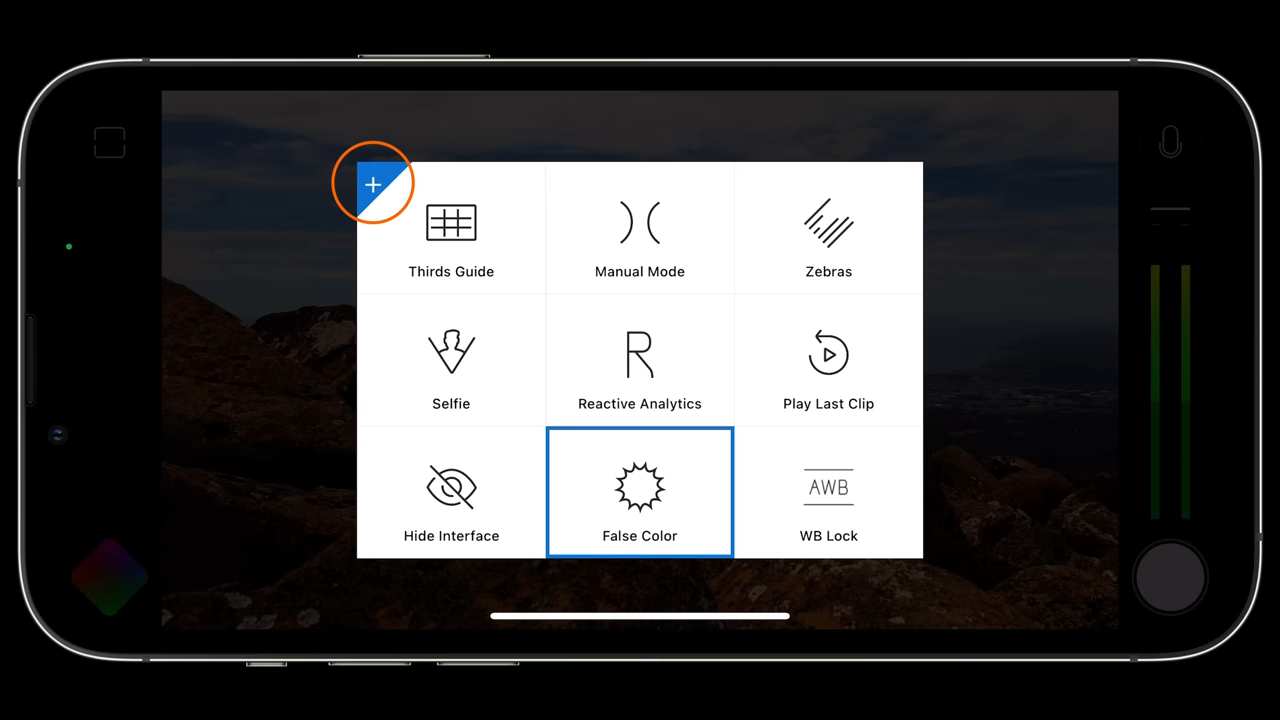 +
Thirds Guide
Manual Mode
Zebras
R
Selfie
Reactive Analytics
Play Last Clip
AWB
Hide Interface
False Color
WB Lock